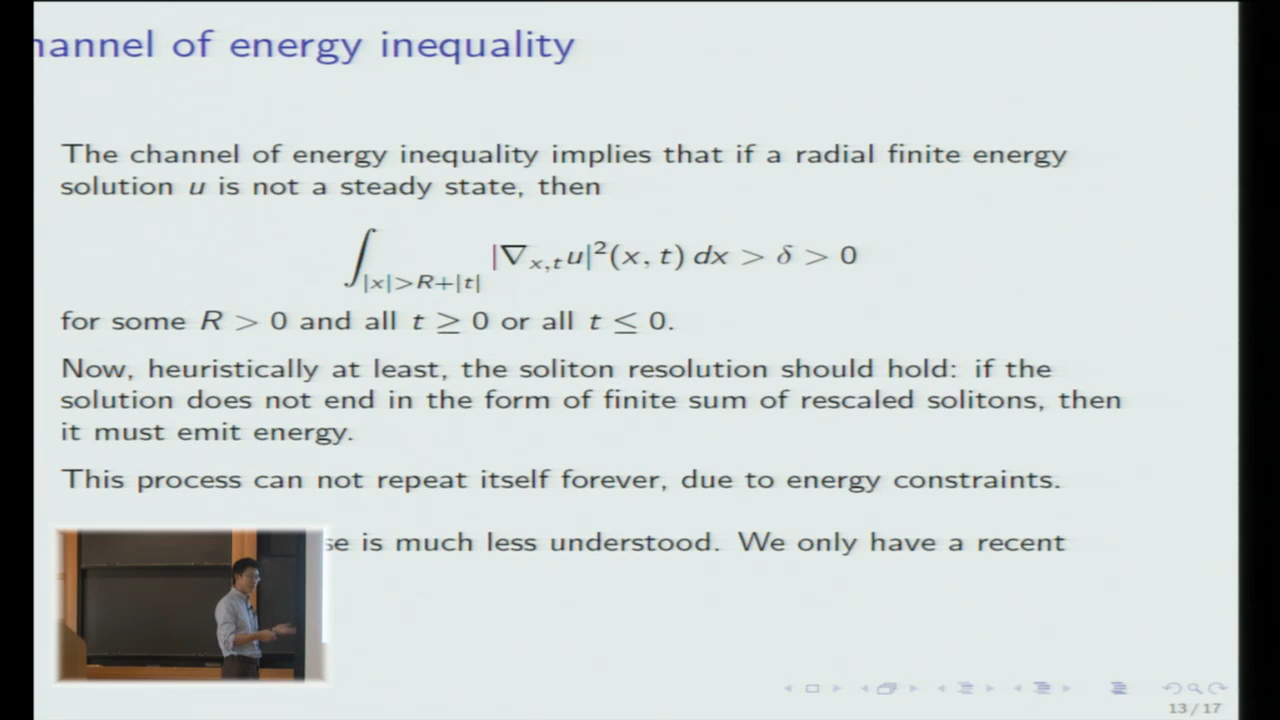 hannel of energy inequality
The channel of energy inequality implies that if a radial finite energy
solution u is not a steady state, then
∫_{|x|>R+|t|} |∇_{x,t}u|²(x, t) dx > δ > 0
for some R > 0 and all t ≥ 0 or all t ≤ 0.
Now, heuristically at least, the soliton resolution should hold: if the
solution does not end in the form of finite sum of rescaled solitons, then
it must emit energy.
This process can not repeat itself forever, due to energy constraints.
se is much less understood. We only have a recent
13/17